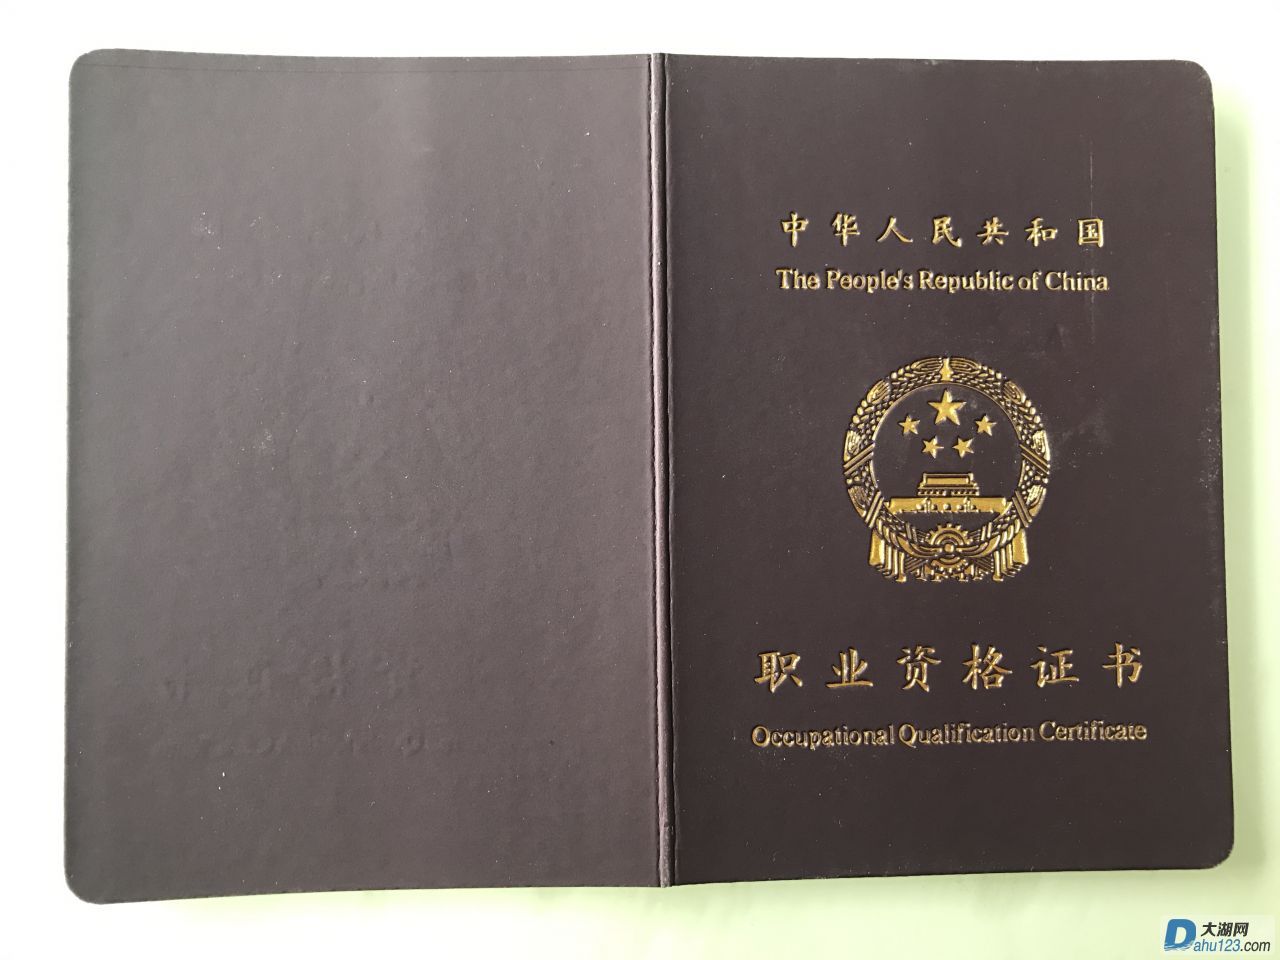 中华人民共和国
The People's Republic of China
职业资格证书
Occupational Qualification Certificate
大湖网
Dahu123.com